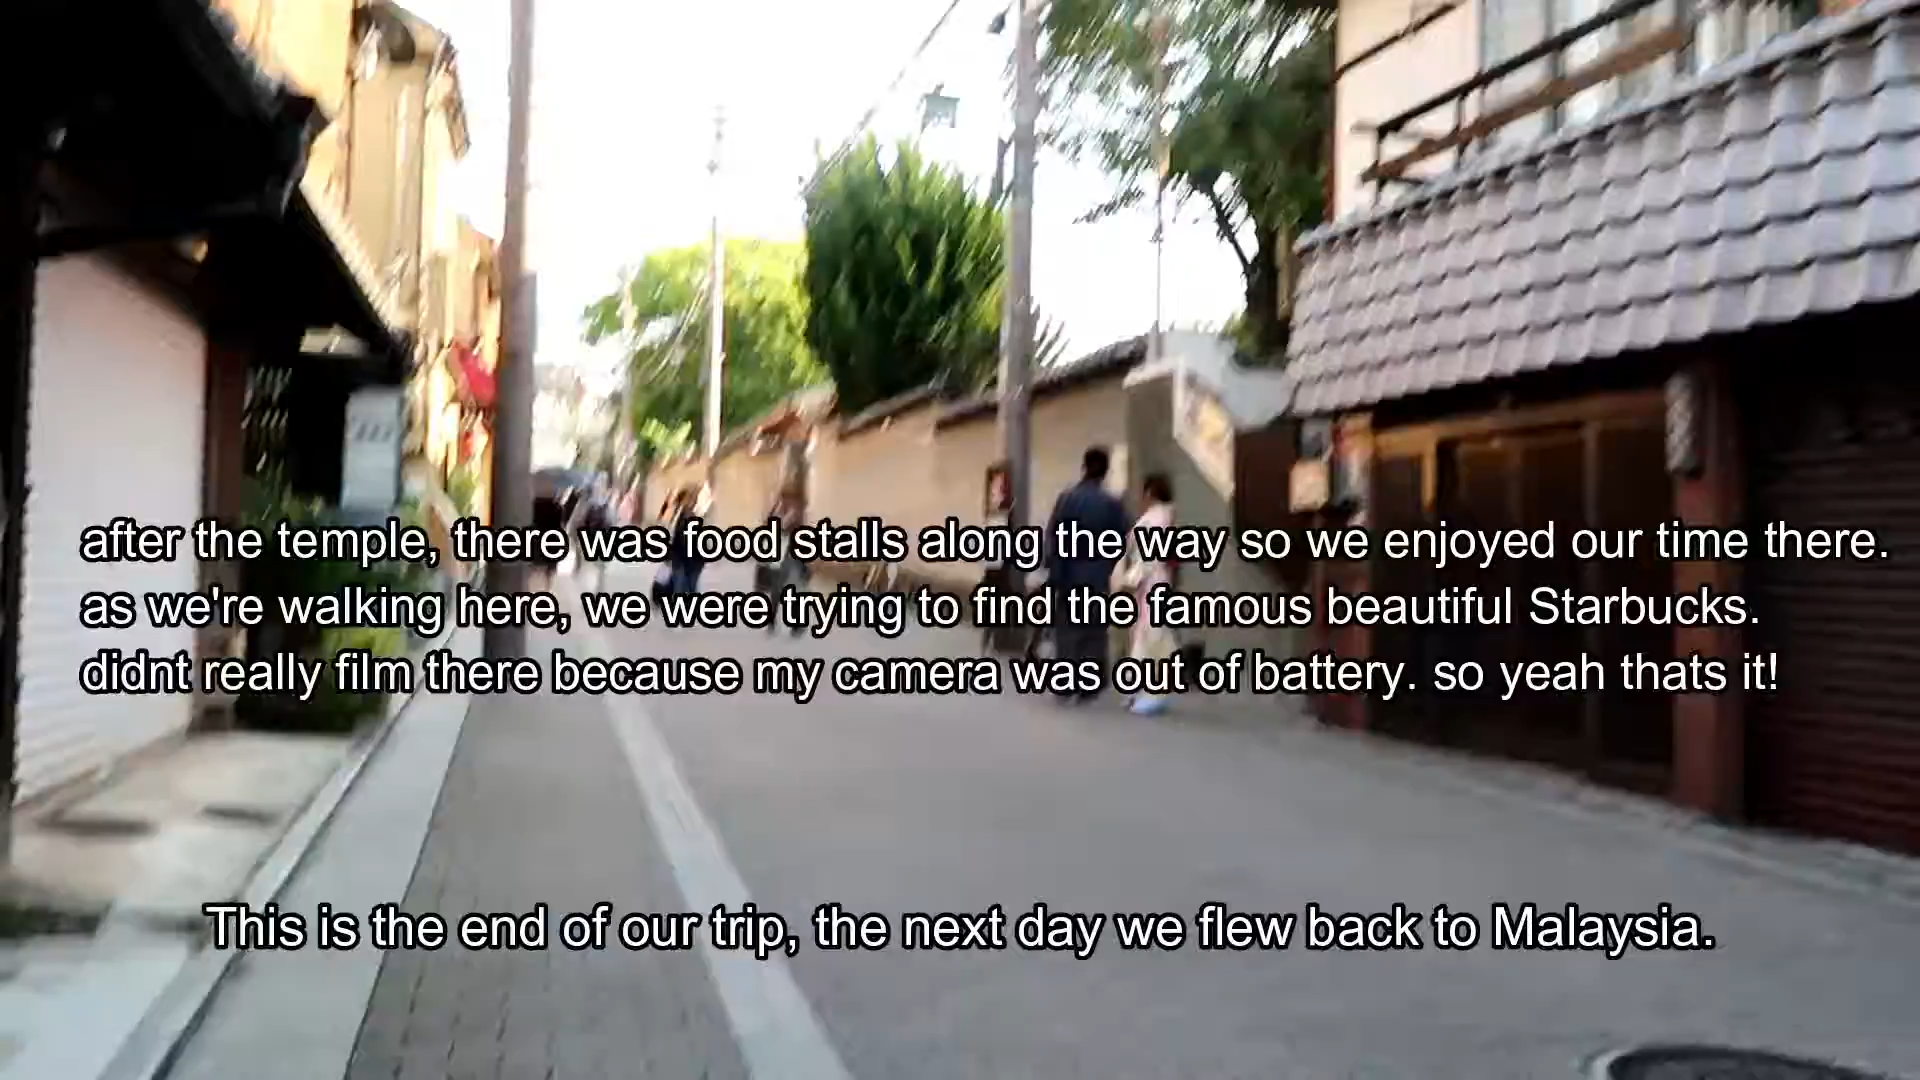 after the temple, there was food stalls along the way so we enjoyed our time there.
as we're walking here, we were trying to find the famous beautiful Starbucks.
didnt really film there because my camera was out of battery. so yeah thats it!
This is the end of our trip, the next day we flew back to Malaysia.